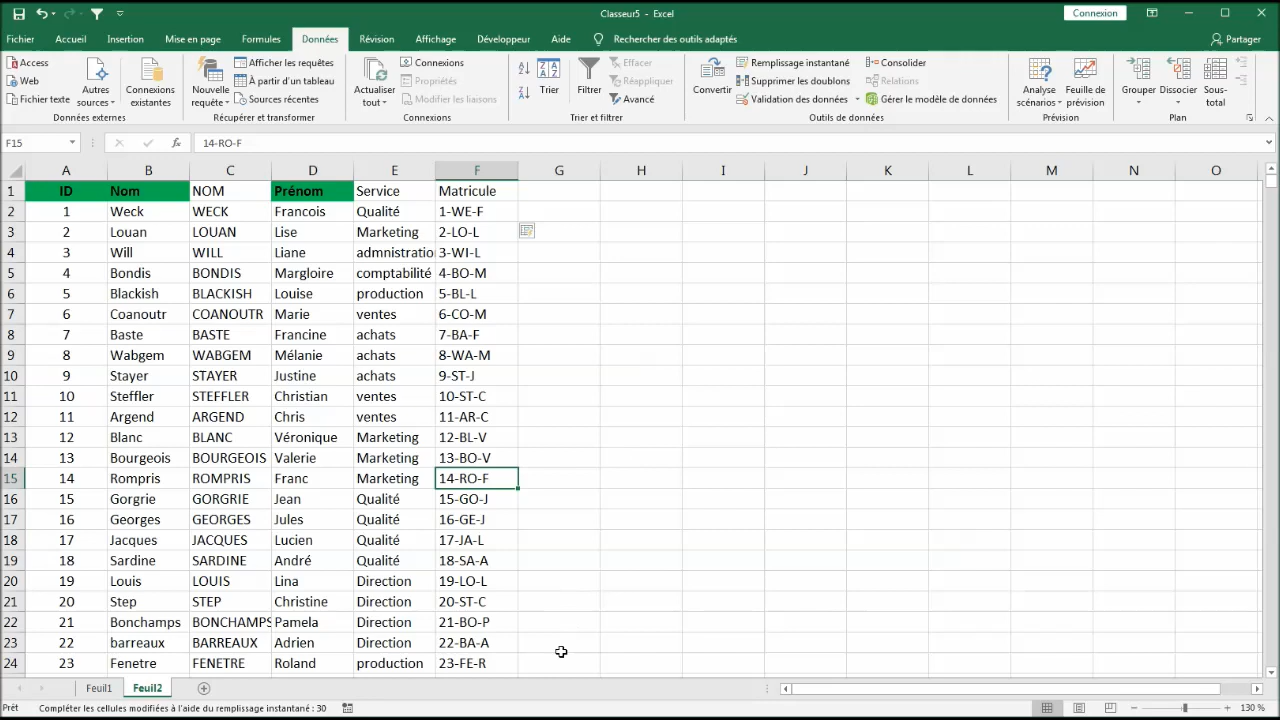 Classeur5 - Excel
Connexion
Fichier Accueil Insertion Mise en page Formules Données Révision Affichage Développeur Aide Rechercher des outils adaptés Partager
Access
Web
Fichier texte
Autres sources
Connexions existantes
Données externes
Nouvelle requête
Afficher les requêtes
À partir d'un tableau
Sources récentes
Récupérer et transformer
Actualiser tout
Connexions
Propriétés
Modifier les liaisons
Connexions
Trier
Filtrer
Effacer
Réappliquer
Avancé
Trier et filtrer
Convertir
Remplissage instantané
Supprimer les doublons
Validation des données
Consolider
Relations
Gérer le modèle de données
Outils de données
Analyse scénarios
Feuille de prévision
Prévision
Grouper
Dissocier
Sous-total
Plan
F15 fx 14-RO-F
A B C D E F G H I J K L M N O
1 ID Nom NOM Prénom Service Matricule
2 1 Weck WECK Francois Qualité 1-WE-F
3 2 Louan LOUAN Lise Marketing 2-LO-L
4 3 Will WILL Liane admnistratio 3-WI-L
5 4 Bondis BONDIS Margloire comptabilité 4-BO-M
6 5 Blackish BLACKISH Louise production 5-BL-L
7 6 Coanoutr COANOUTR Marie ventes 6-CO-M
8 7 Baste BASTE Francine achats 7-BA-F
9 8 Wabgem WABGEM Mélanie achats 8-WA-M
10 9 Stayer STAYER Justine achats 9-ST-J
11 10 Steffler STEFFLER Christian ventes 10-ST-C
12 11 Argend ARGEND Chris ventes 11-AR-C
13 12 Blanc BLANC Véronique Marketing 12-BL-V
14 13 Bourgeois BOURGEOIS Valerie Marketing 13-BO-V
15 14 Rompris ROMPRIS Franc Marketing 14-RO-F
16 15 Gorgrie GORGRIE Jean Qualité 15-GO-J
17 16 Georges GEORGES Jules Qualité 16-GE-J
18 17 Jacques JACQUES Lucien Qualité 17-JA-L
19 18 Sardine SARDINE André Qualité 18-SA-A
20 19 Louis LOUIS Lina Direction 19-LO-L
21 20 Step STEP Christine Direction 20-ST-C
22 21 Bonchamps BONCHAMPS Pamela Direction 21-BO-P
23 22 barreaux BARREAUX Adrien Direction 22-BA-A
24 23 Fenetre FENETRE Roland production 23-FE-R
Feuil1 Feuil2
Prêt Compléter les cellules modifiées à l'aide du remplissage instantané : 30 130 %